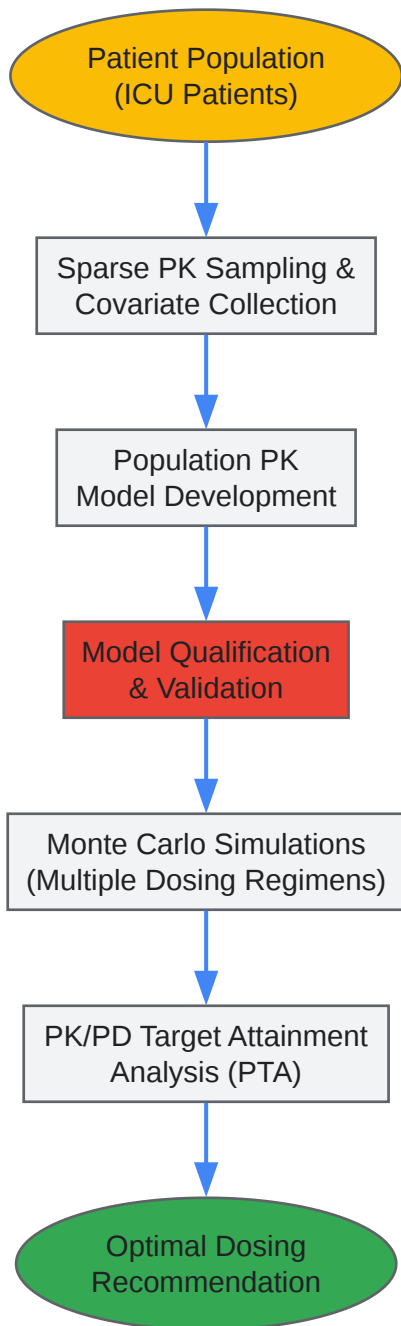 Patient Population
(ICU Patients)
Sparse PK Sampling &
Covariate Collection
Population PK
Model Development
Model Qualification
& Validation
Monte Carlo Simulations
(Multiple Dosing Regimens)
PK/PD Target Attainment
Analysis (PTA)
Optimal Dosing
Recommendation